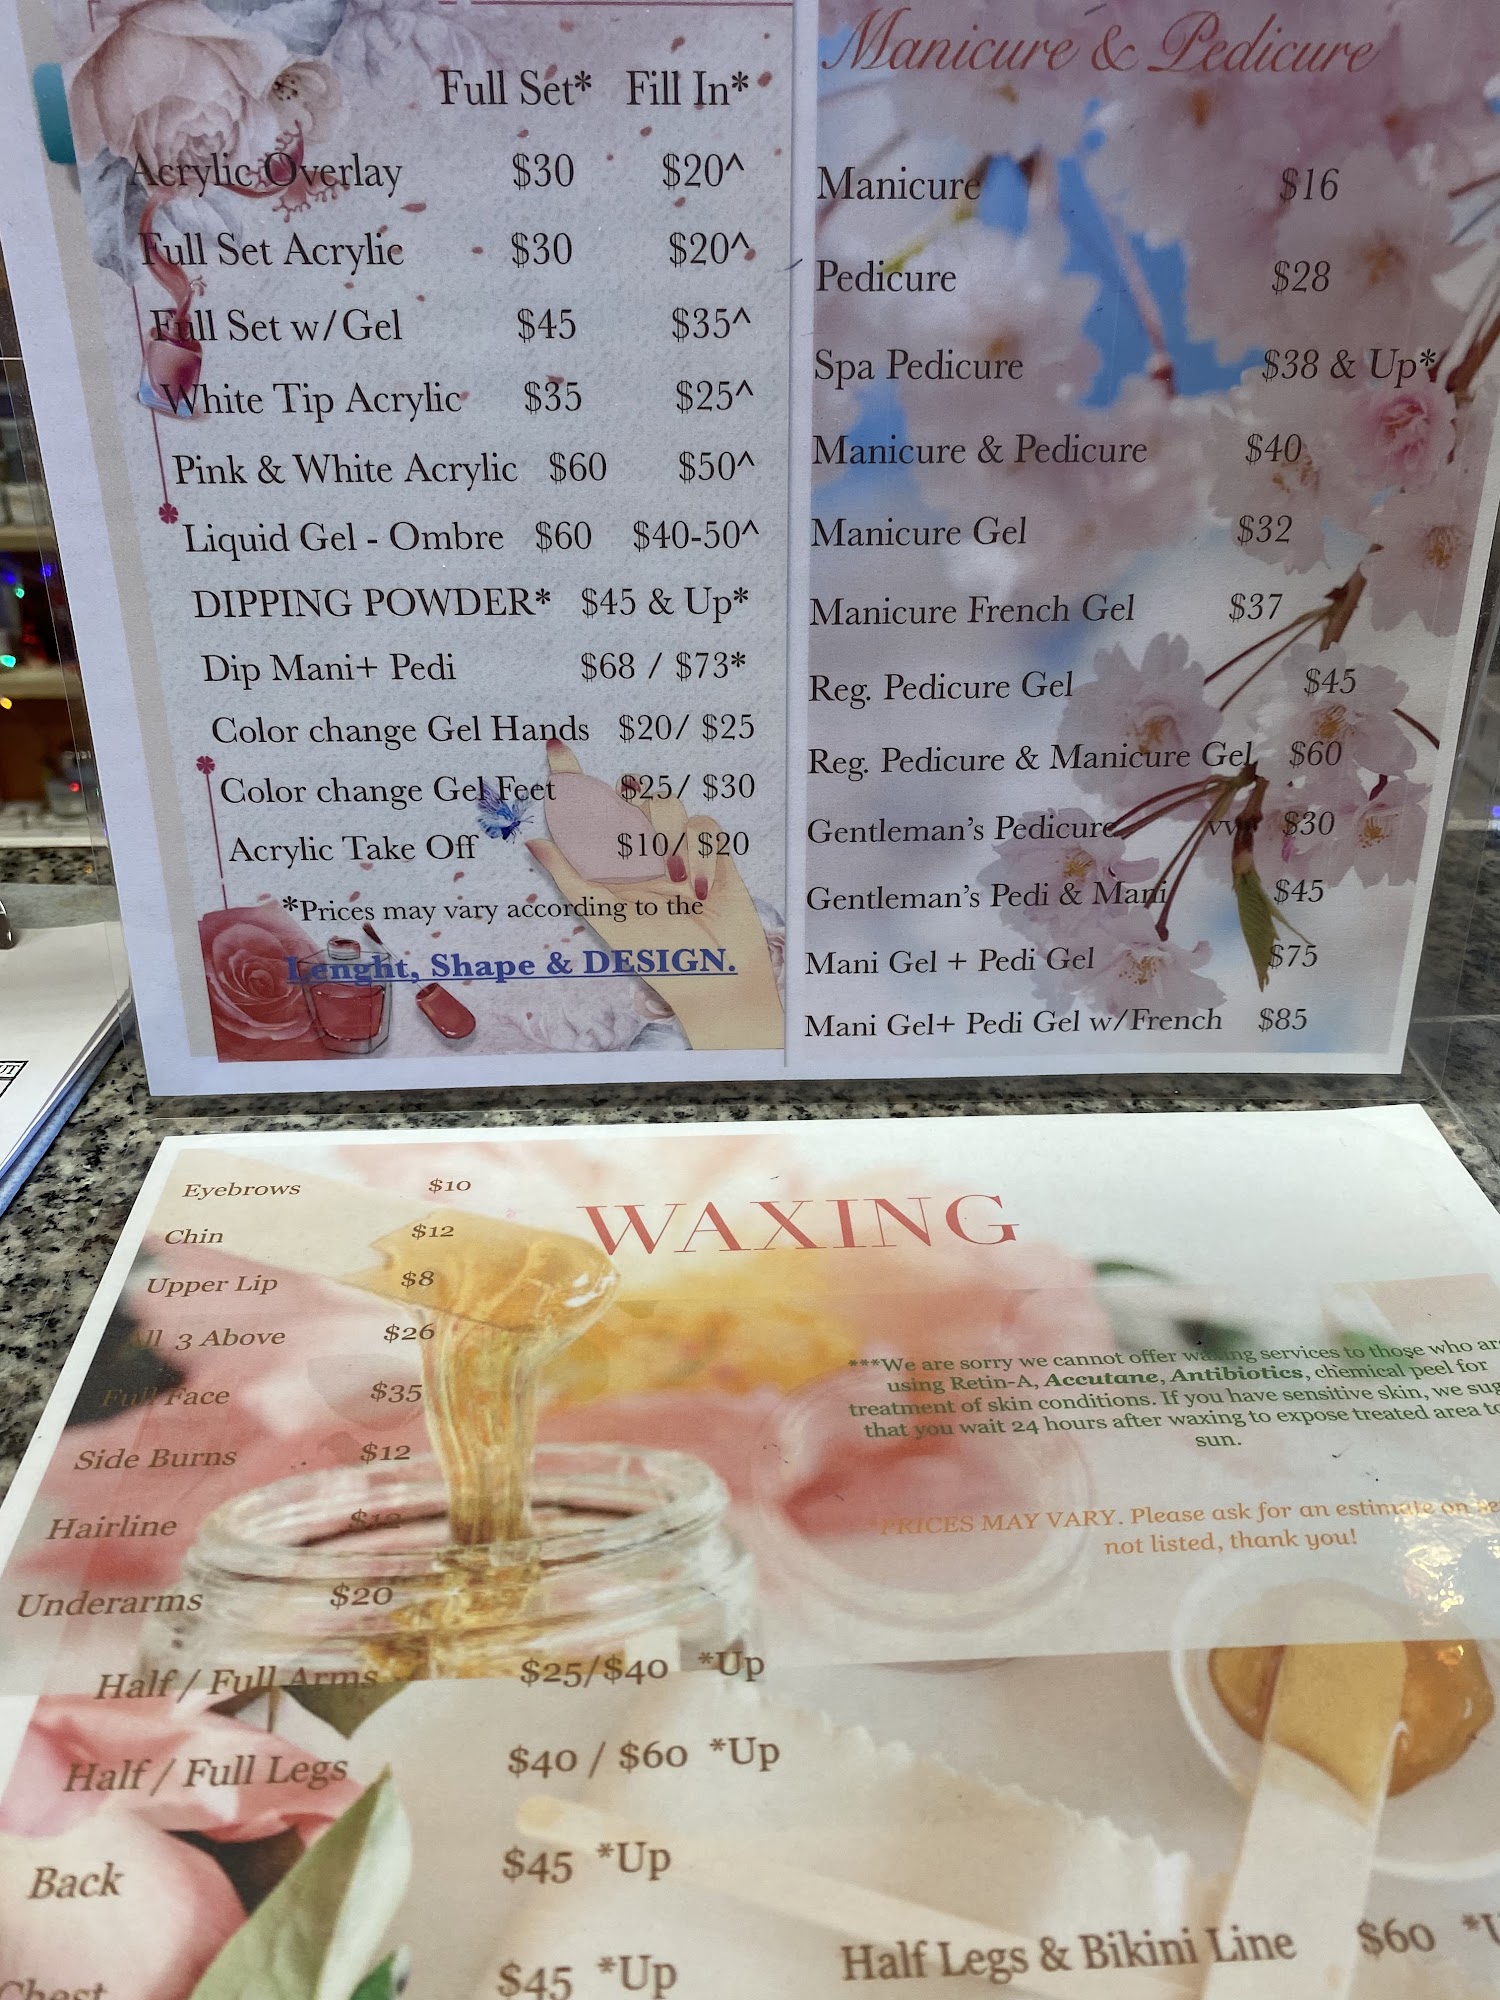 Full Set* Fill In*
Acrylic Overlay $30 $20^
Full Set Acrylic $30 $20^
Full Set w/Gel $45 $35^
White Tip Acrylic $35 $25^
Pink & White Acrylic $60 $50^
Liquid Gel - Ombre $60 $40-50^
DIPPING POWDER* $45 & Up*
Dip Mani+ Pedi $68 / $73*
Color change Gel Hands $20/ $25
Color change Gel Feet $25/ $30
Acrylic Take Off $10/ $20
*Prices may vary according to the
Lenght, Shape & DESIGN.
Manicure & Pedicure
Manicure $16
Pedicure $28
Spa Pedicure $38 & Up*
Manicure & Pedicure $40
Manicure Gel $32
Manicure French Gel $37
Reg. Pedicure Gel $45
Reg. Pedicure & Manicure Gel $60
Gentleman's Pedicure $30
Gentleman's Pedi & Mani $45
Mani Gel + Pedi Gel $75
Mani Gel+ Pedi Gel w/French $85
WAXING
Eyebrows $10
Chin $12
Upper Lip $8
All 3 Above $26
Full Face $35
Side Burns $12
Hairline $12
Underarms $20
Half / Full Arms $25/$40 *Up
Half / Full Legs $40 / $60 *Up
Back $45 *Up
Chest $45 *Up
***We are sorry we cannot offer waxing services to those who
using Retin-A, Accutane, Antibiotics, chemical peel for
treatment of skin conditions. If you have sensitive skin, we
that you wait 24 hours after waxing to expose treated area
sun.
PRICES MAY VARY. Please ask for an estimate on
not listed, thank you!
Half Legs & Bikini Line $60